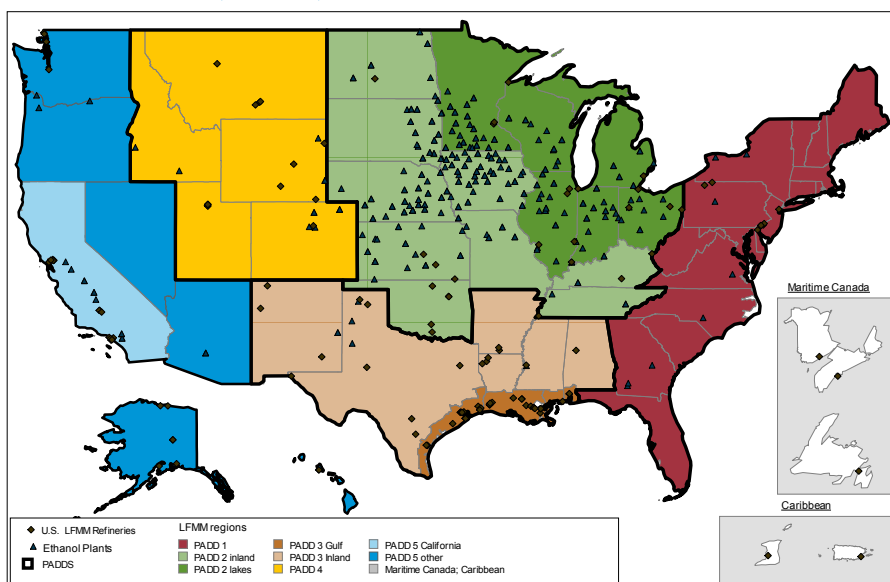 Maritime Canada
Caribbean
U.S. LFMM Refineries
Ethanol Plants
PADDS
LFMM regions
PADD 1
PADD 2 inland
PADD 2 lakes
PADD 3 Gulf
PADD 3 Inland
PADD 4
PADD 5 California
PADD 5 other
Maritime Canada; Caribbean